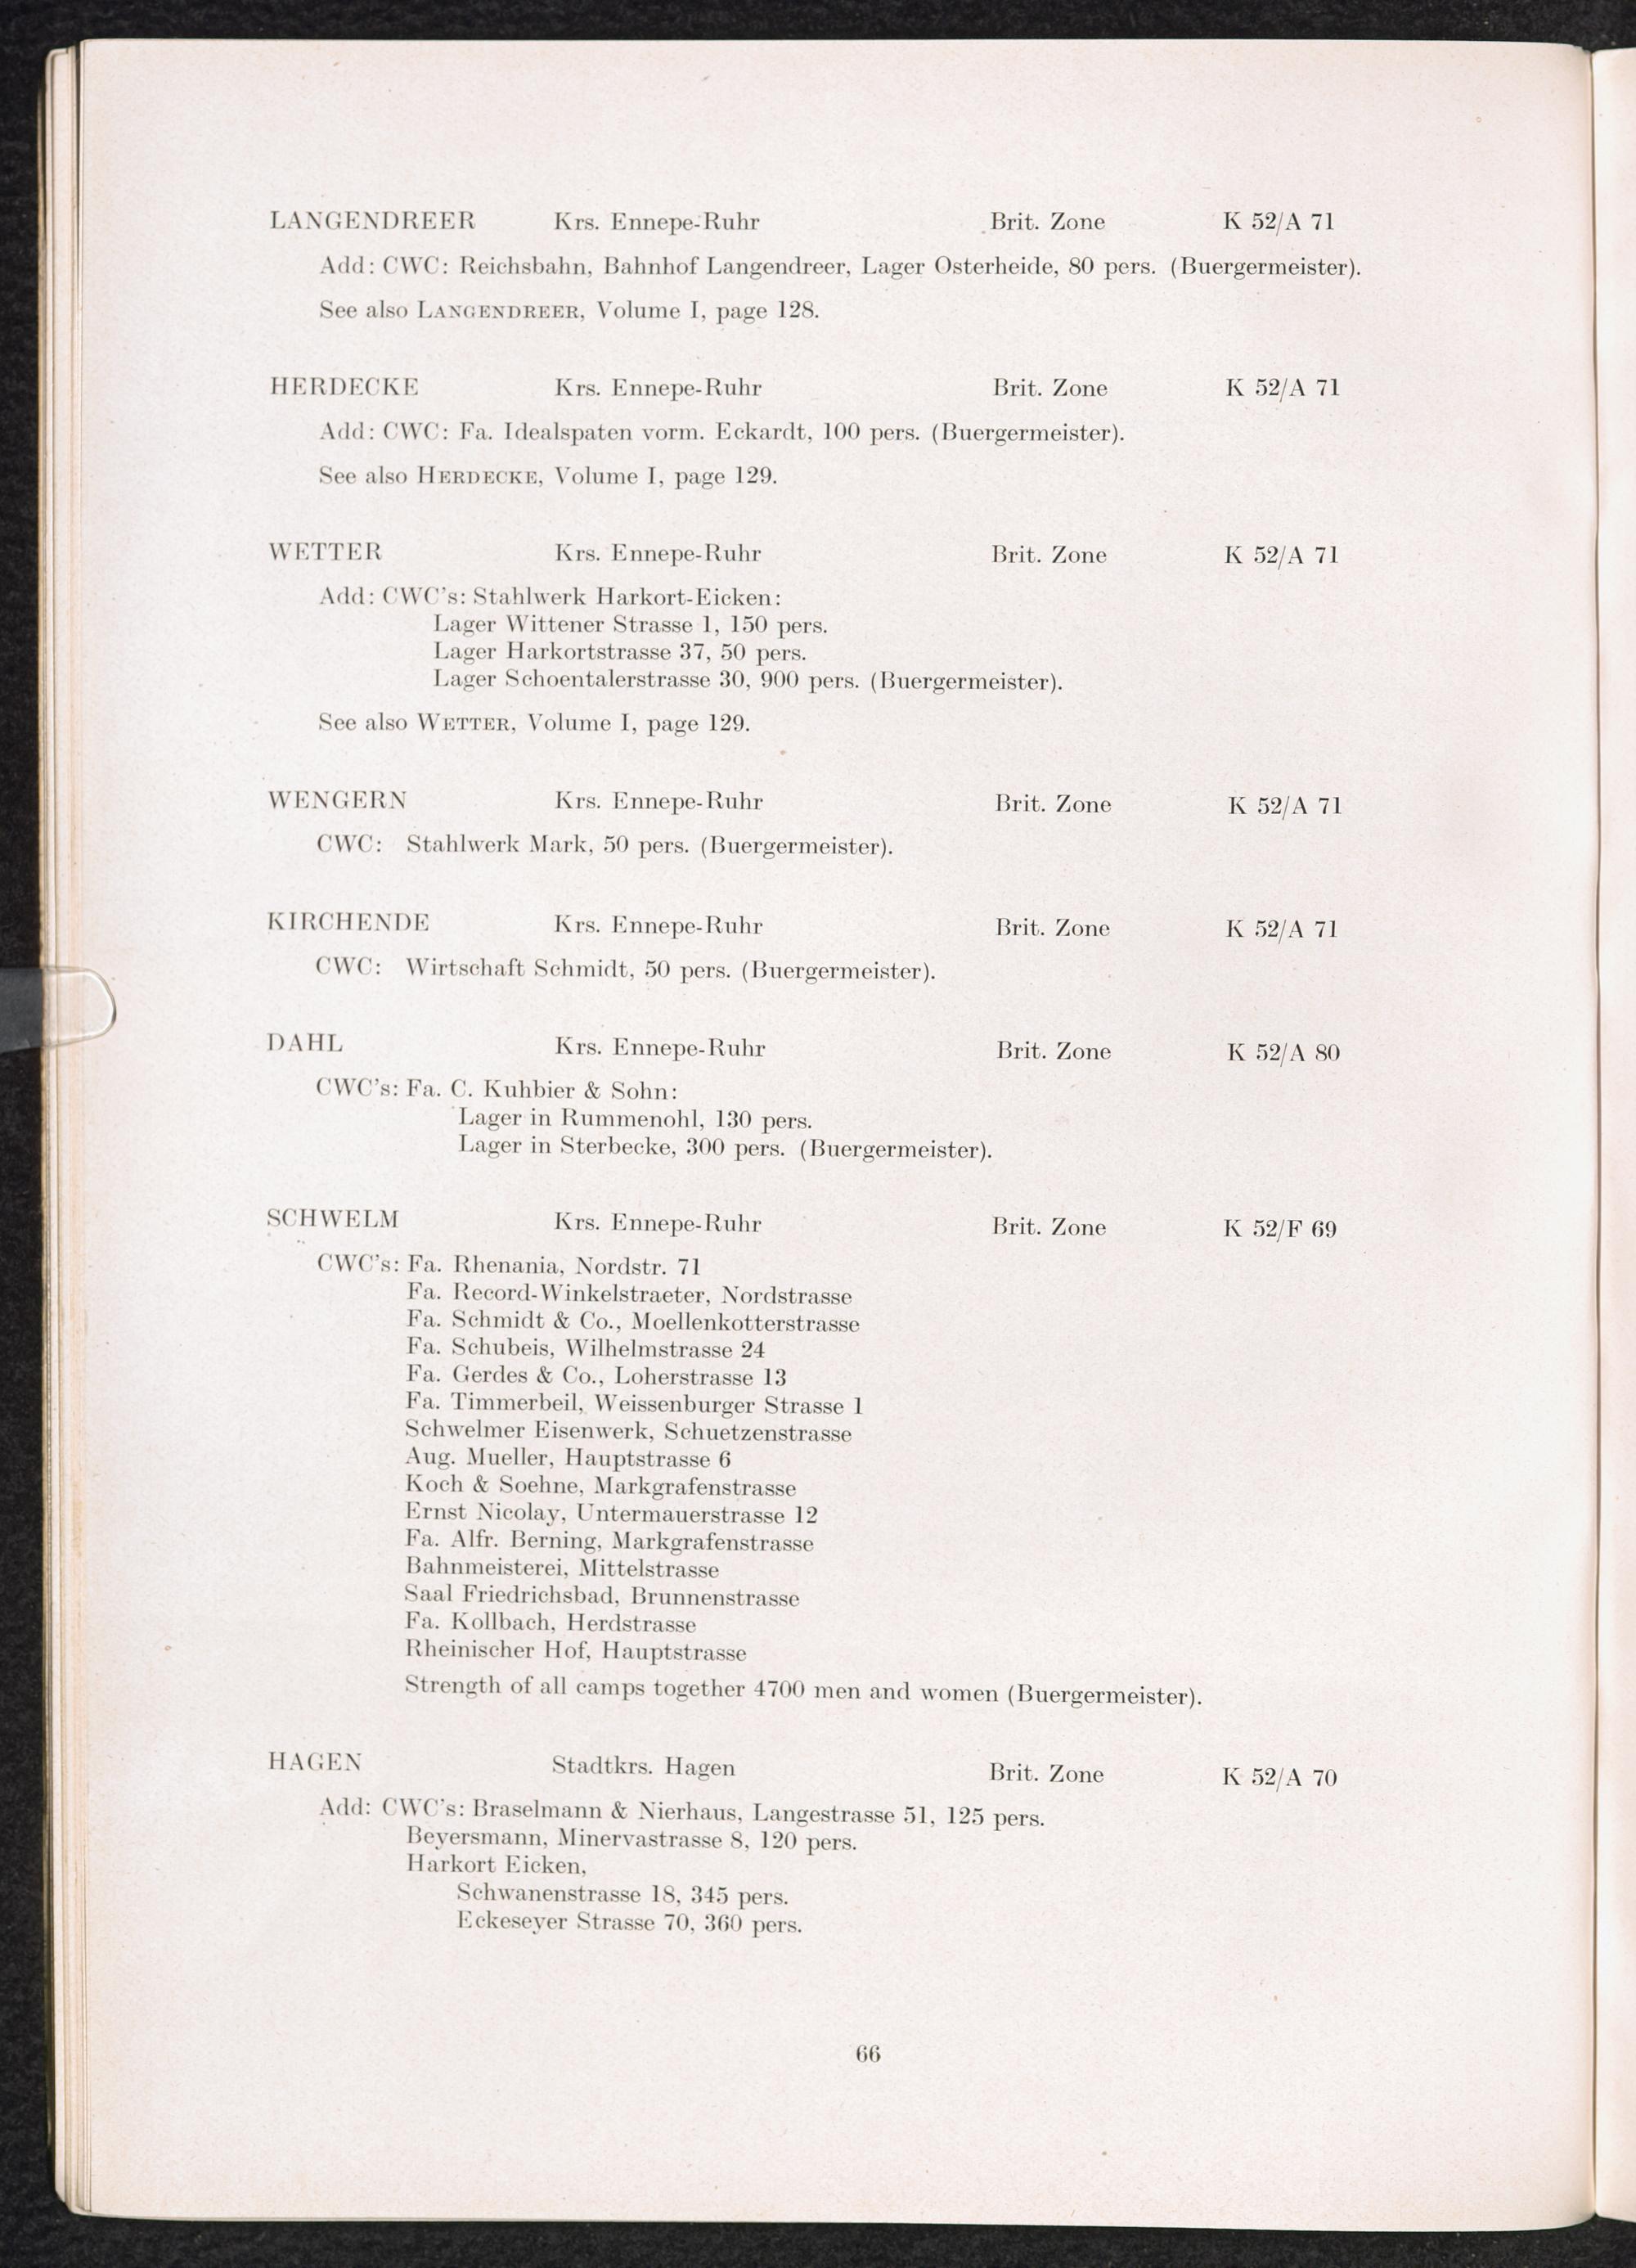 LANGENDREER Krs. Ennepe-Ruhr Brit. Zone K 52/A 71
Add: CWC: Reichsbahn, Bahnhof Langendreer, Lager Osterheide, 80 pers. (Buergermeister).
See also LANGENDREER, Volume I, page 128.
HERDECKE Krs. Ennepe-Ruhr Brit. Zone K 52/A 71
Add: CWC: Fa. Idealspaten vorm. Eckardt, 100 pers. (Buergermeister).
See also HERDECKE, Volume I, page 129.
WETTER Krs. Ennepe-Ruhr Brit. Zone K 52/A 71
Add: CWC's: Stahlwerk Harkort-Eicken:
Lager Wittener Strasse 1, 150 pers.
Lager Harkortstrasse 37, 50 pers.
Lager Schoentalerstrasse 30, 900 pers. (Buergermeister).
See also WETTER, Volume I, page 129.
WENGERN Krs. Ennepe-Ruhr Brit. Zone K 52/A 71
CWC: Stahlwerk Mark, 50 pers. (Buergermeister).
KIRCHENDE Krs. Ennepe-Ruhr Brit. Zone K 52/A 71
CWC: Wirtschaft Schmidt, 50 pers. (Buergermeister).
DAHL Krs. Ennepe-Ruhr Brit. Zone K 52/A 80
CWC's: Fa. C. Kuhbier & Sohn:
Lager in Rummenohl, 130 pers.
Lager in Sterbecke, 300 pers. (Buergermeister).
SCHWELM Krs. Ennepe-Ruhr Brit. Zone K 52/F 69
CWC's: Fa. Rhenania, Nordstr. 71
Fa. Record-Winkelstraeter, Nordstrasse
Fa. Schmidt & Co., Moellenkotterstrasse
Fa. Schubeis, Wilhelmstrasse 24
Fa. Gerdes & Co., Loherstrasse 13
Fa. Timmerbeil, Weissenburger Strasse 1
Schwelmer Eisenwerk, Schuetzenstrasse
Aug. Mueller, Hauptstrasse 6
Koch & Soehne, Markgrafenstrasse
Ernst Nicolay, Untermauerstrasse 12
Fa. Alfr. Berning, Markgrafenstrasse
Bahnmeisterei, Mittelstrasse
Saal Friedrichsbad, Brunnenstrasse
Fa. Kollbach, Herdstrasse
Rheinischer Hof, Hauptstrasse
Strength of all camps together 4700 men and women (Buergermeister).
HAGEN Stadtkrs. Hagen Brit. Zone K 52/A 70
Add: CWC's: Braselmann & Nierhaus, Langestrasse 51, 125 pers.
Beyersmann, Minervastrasse 8, 120 pers.
Harkort Eicken,
Schwanenstrasse 18, 345 pers.
Eckeseyer Strasse 70, 360 pers.
66